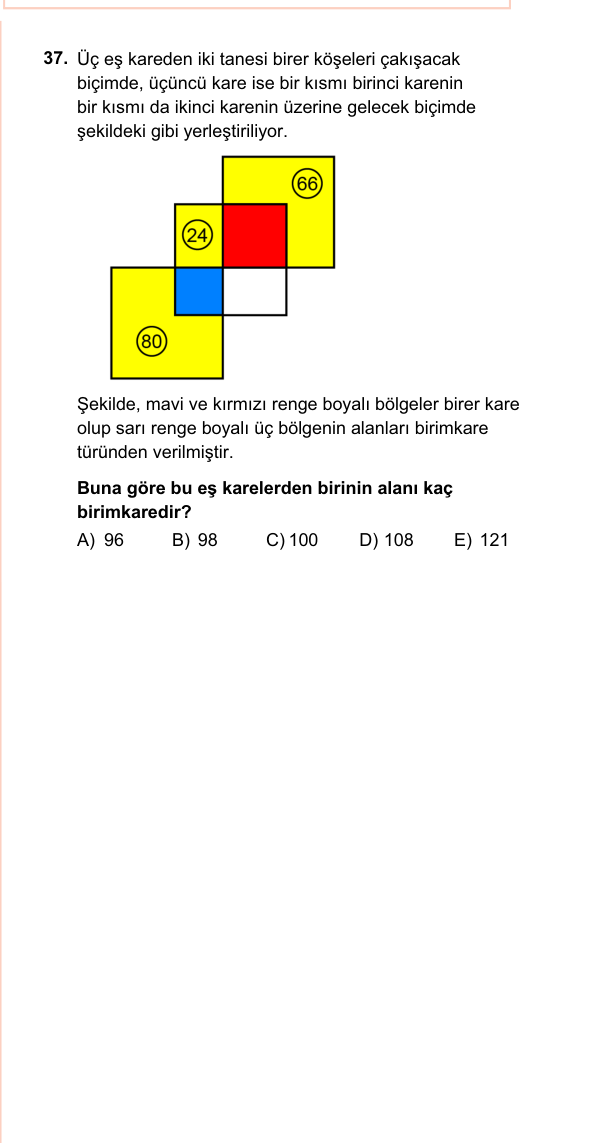 37. Üç eş kareden iki tanesi birer köşeleri çakışacak
biçimde, üçüncü kare ise bir kısmı birinci karenin
bir kısmı da ikinci karenin üzerine gelecek biçimde
şekildeki gibi yerleştiriliyor.
66
24
80
Şekilde, mavi ve kırmızı renge boyalı bölgeler birer kare
olup sarı renge boyalı üç bölgenin alanları birimkare
türünden verilmiştir.
Buna göre bu eş karelerden birinin alanı kaç
birimkaredir?
A) 96 B) 98 C) 100 D) 108 E) 121